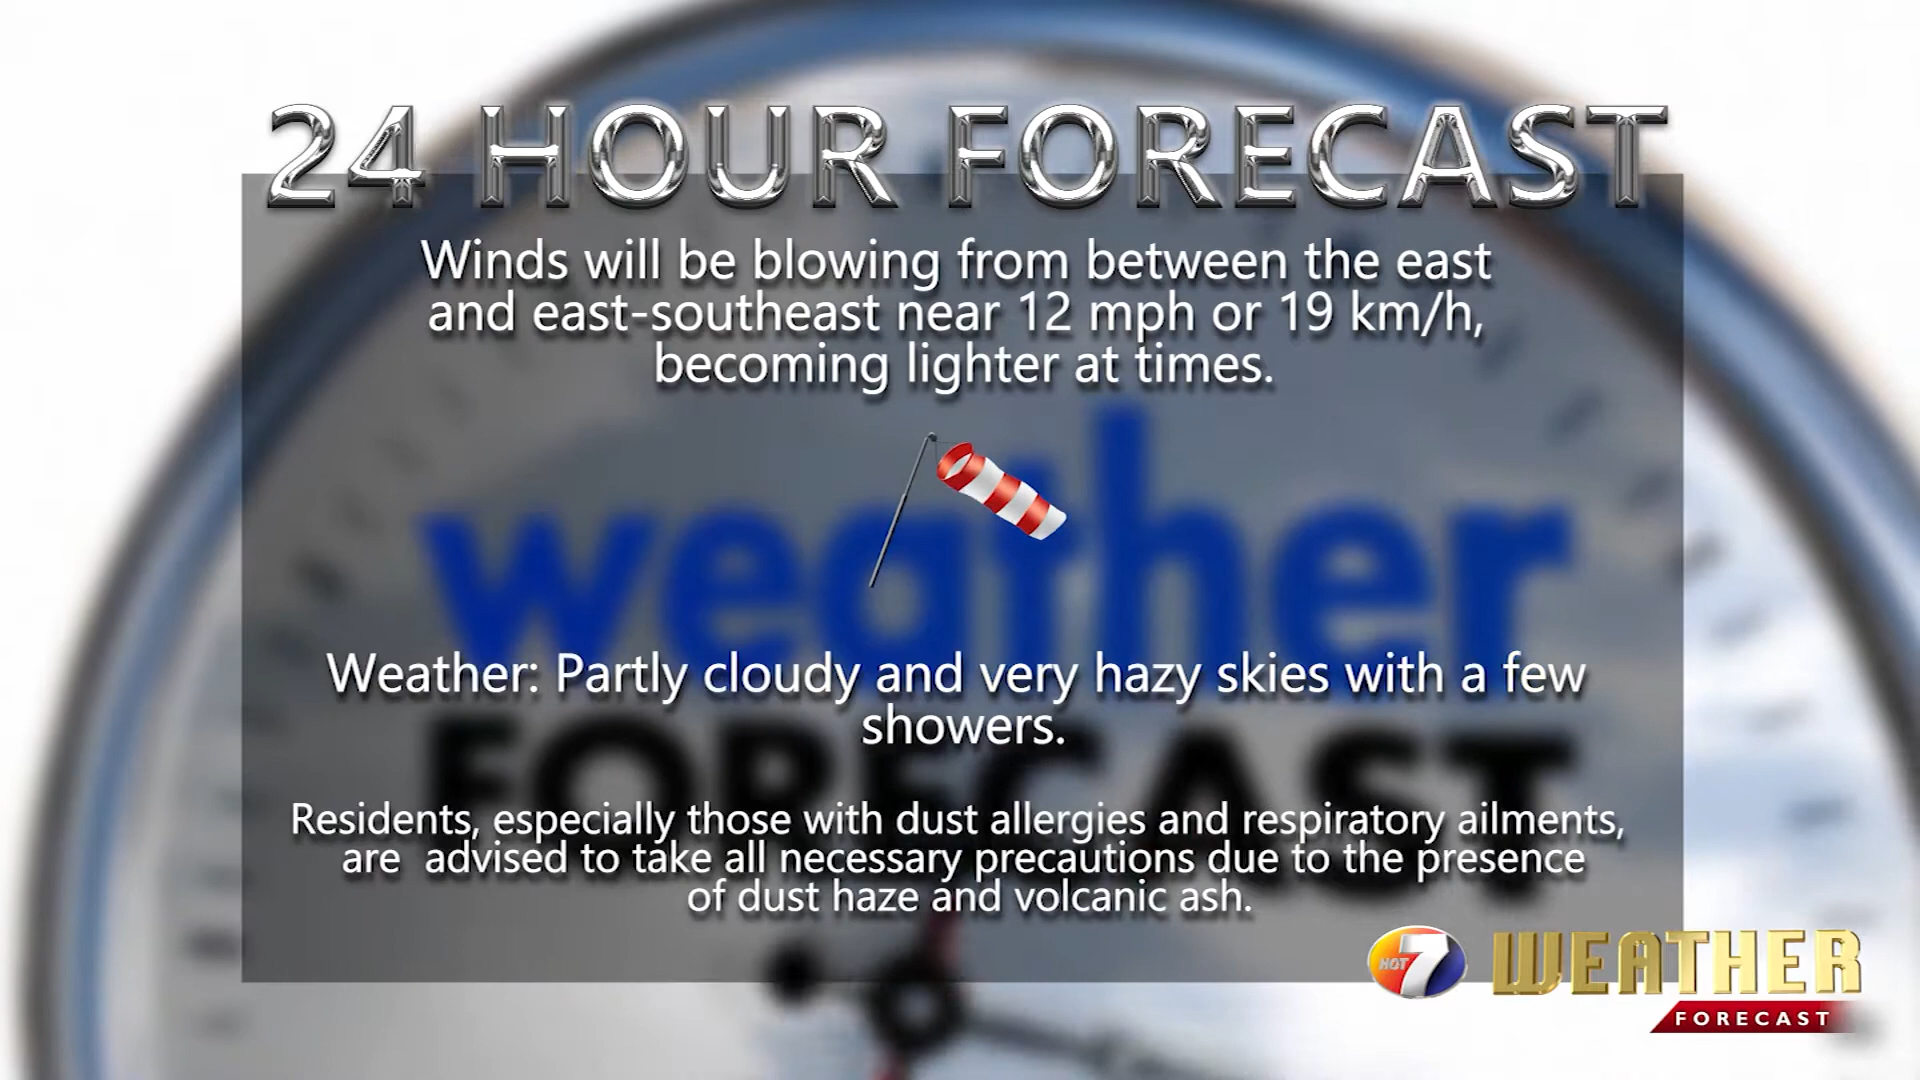 24 HOUR FORECAST
Winds will be blowing from between the east
and east-southeast near 12 mph or 19 km/h,
becoming lighter at times.
weather
FORECAST
Weather: Partly cloudy and very hazy skies with a few
showers.
Residents, especially those with dust allergies and respiratory ailments,
are  advised to take all necessary precautions due to the presence
of dust haze and volcanic ash.
HOT 7 WEATHER
FORECAST